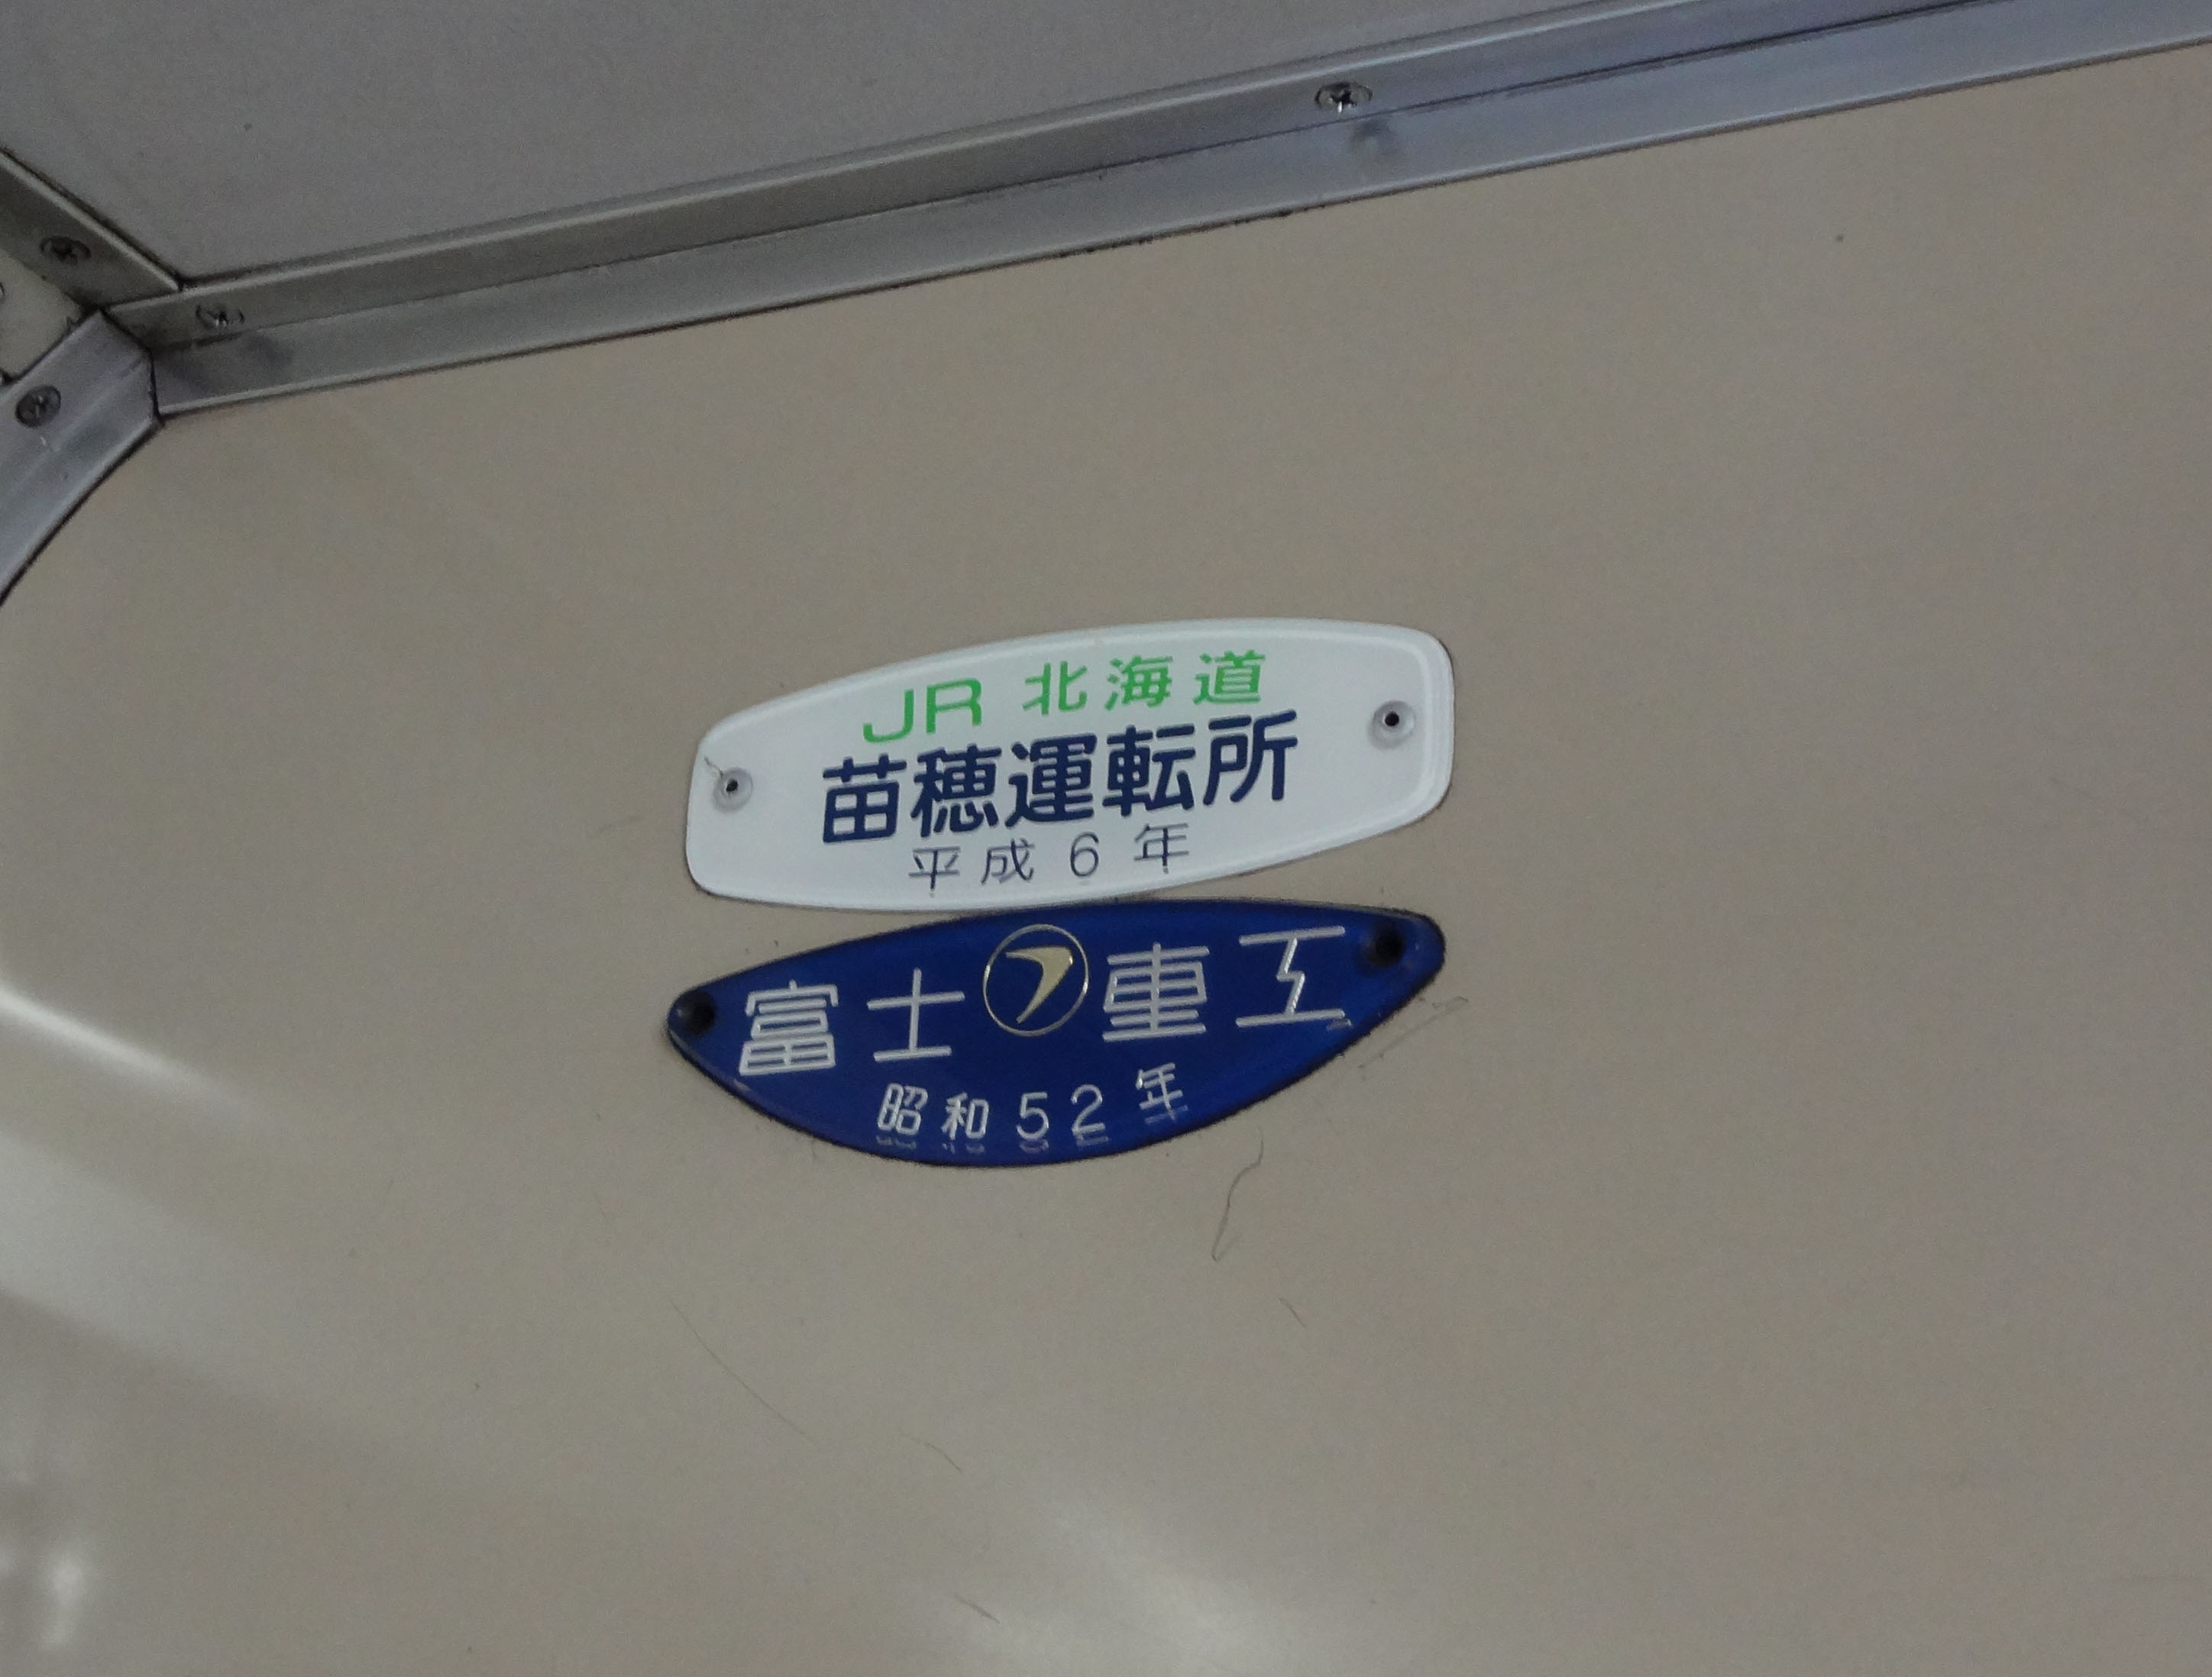 JR 北海道
苗穂運転所
平成6年
富士重工
昭和52年